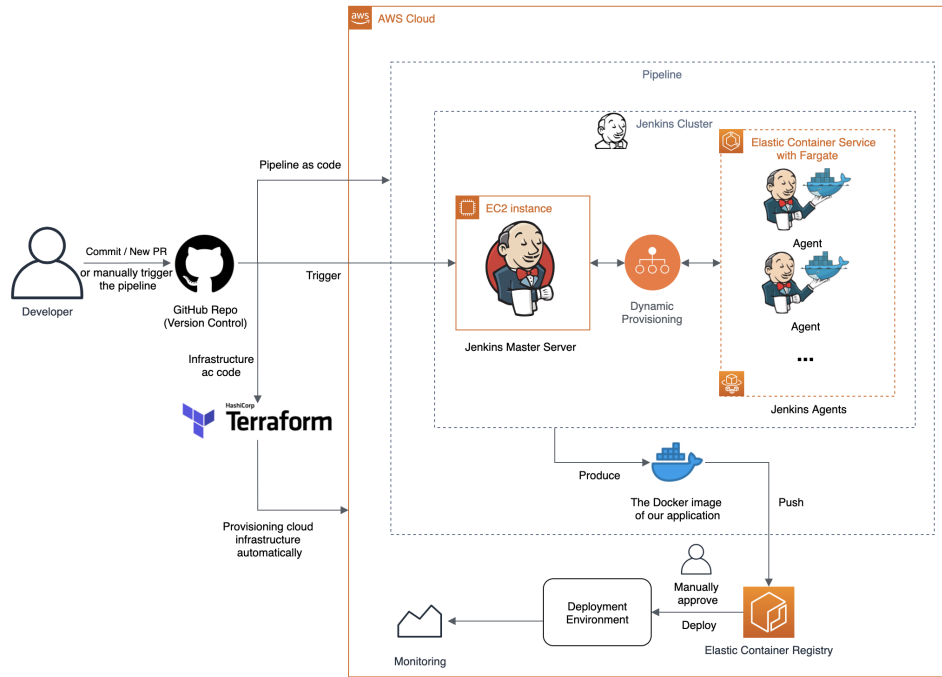 aws
AWS Cloud
Pipeline
Jenkins Cluster
Elastic Container Service
with Fargate
Pipeline as code
EC2 instance
Agent
Commit / New PR
or manually trigger
the pipeline
Trigger
Developer
GitHub Repo
(Version Control)
Dynamic
Provisioning
Agent
Jenkins Master Server
...
Infrastructure
ac code
HashiCorp
Terraform
Jenkins Agents
Produce
The Docker image
of our application
Push
Provisioning cloud
infrastructure
automatically
Manually
approve
Deployment
Environment
Deploy
Elastic Container Registry
Monitoring